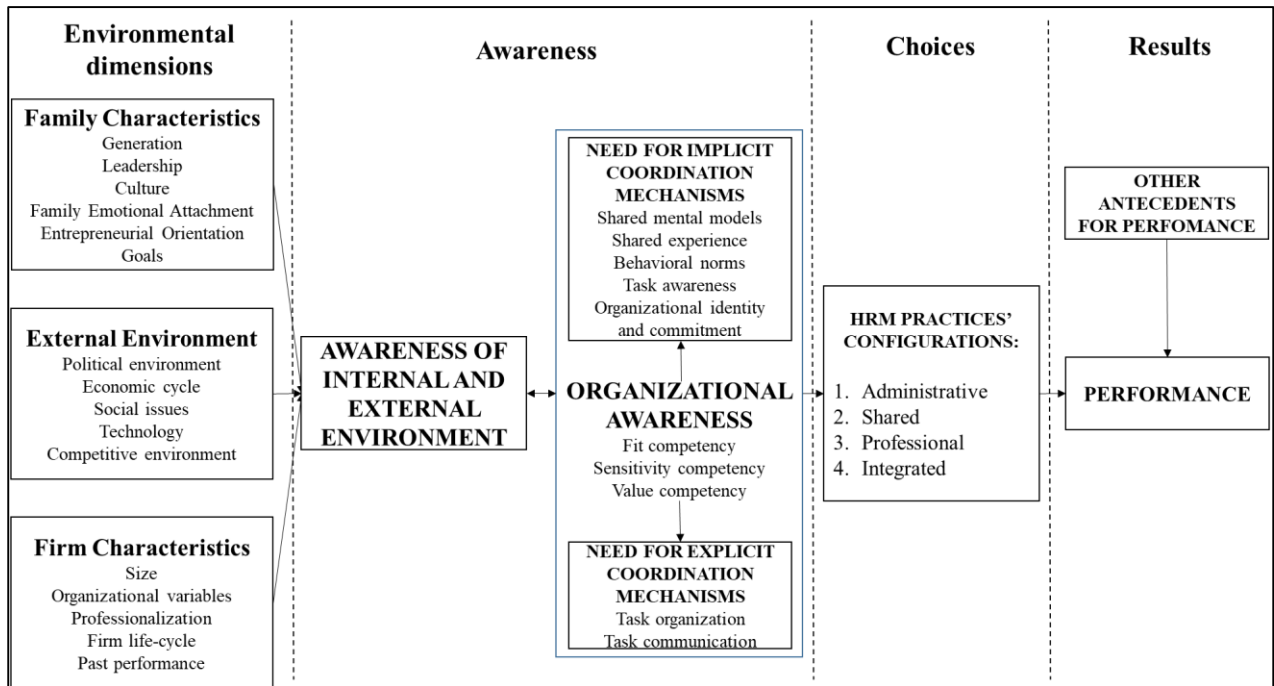 Environmental
dimensions
Family Characteristics
Generation
Leadership
Culture
Family Emotional Attachment
Entrepreneurial Orientation
Goals
External Environment
Political environment
Economic cycle
Social issues
Technology
Competitive environment
Firm Characteristics
Size
Organizational variables
Professionalization
Firm life-cycle
Past performance
Awareness
AWARENESS OF
INTERNAL AND
EXTERNAL
ENVIRONMENT
NEED FOR IMPLICIT
COORDINATION
MECHANISMS
Shared mental models
Shared experience
Behavioral norms
Task awareness
Organizational identity
and commitment
ORGANIZATIONAL
AWARENESS
Fit competency
Sensitivity competency
Value competency
NEED FOR EXPLICIT
COORDINATION
MECHANISMS
Task organization
Task communication
Choices
HRM PRACTICES’
CONFIGURATIONS:
1. Administrative
2. Shared
3. Professional
4. Integrated
Results
OTHER
ANTECEDENTS
FOR PERFOMANCE
PERFORMANCE